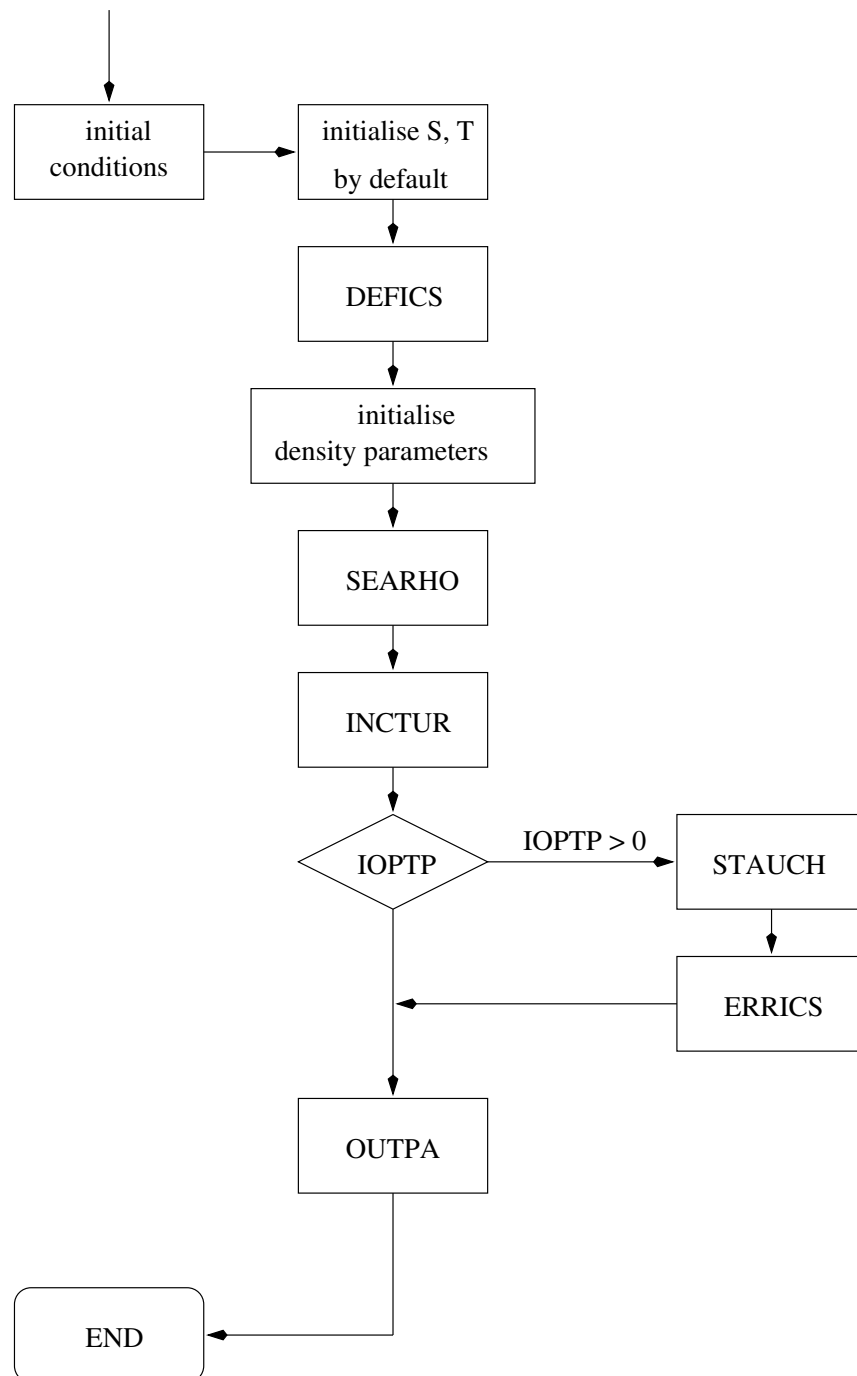 initial
conditions
initialise S, T
by default
DEFICS
initialise
density parameters
SEARHO
INCTUR
IOPTP
IOPTP > 0
STAUCH
ERRICS
OUTPA
END